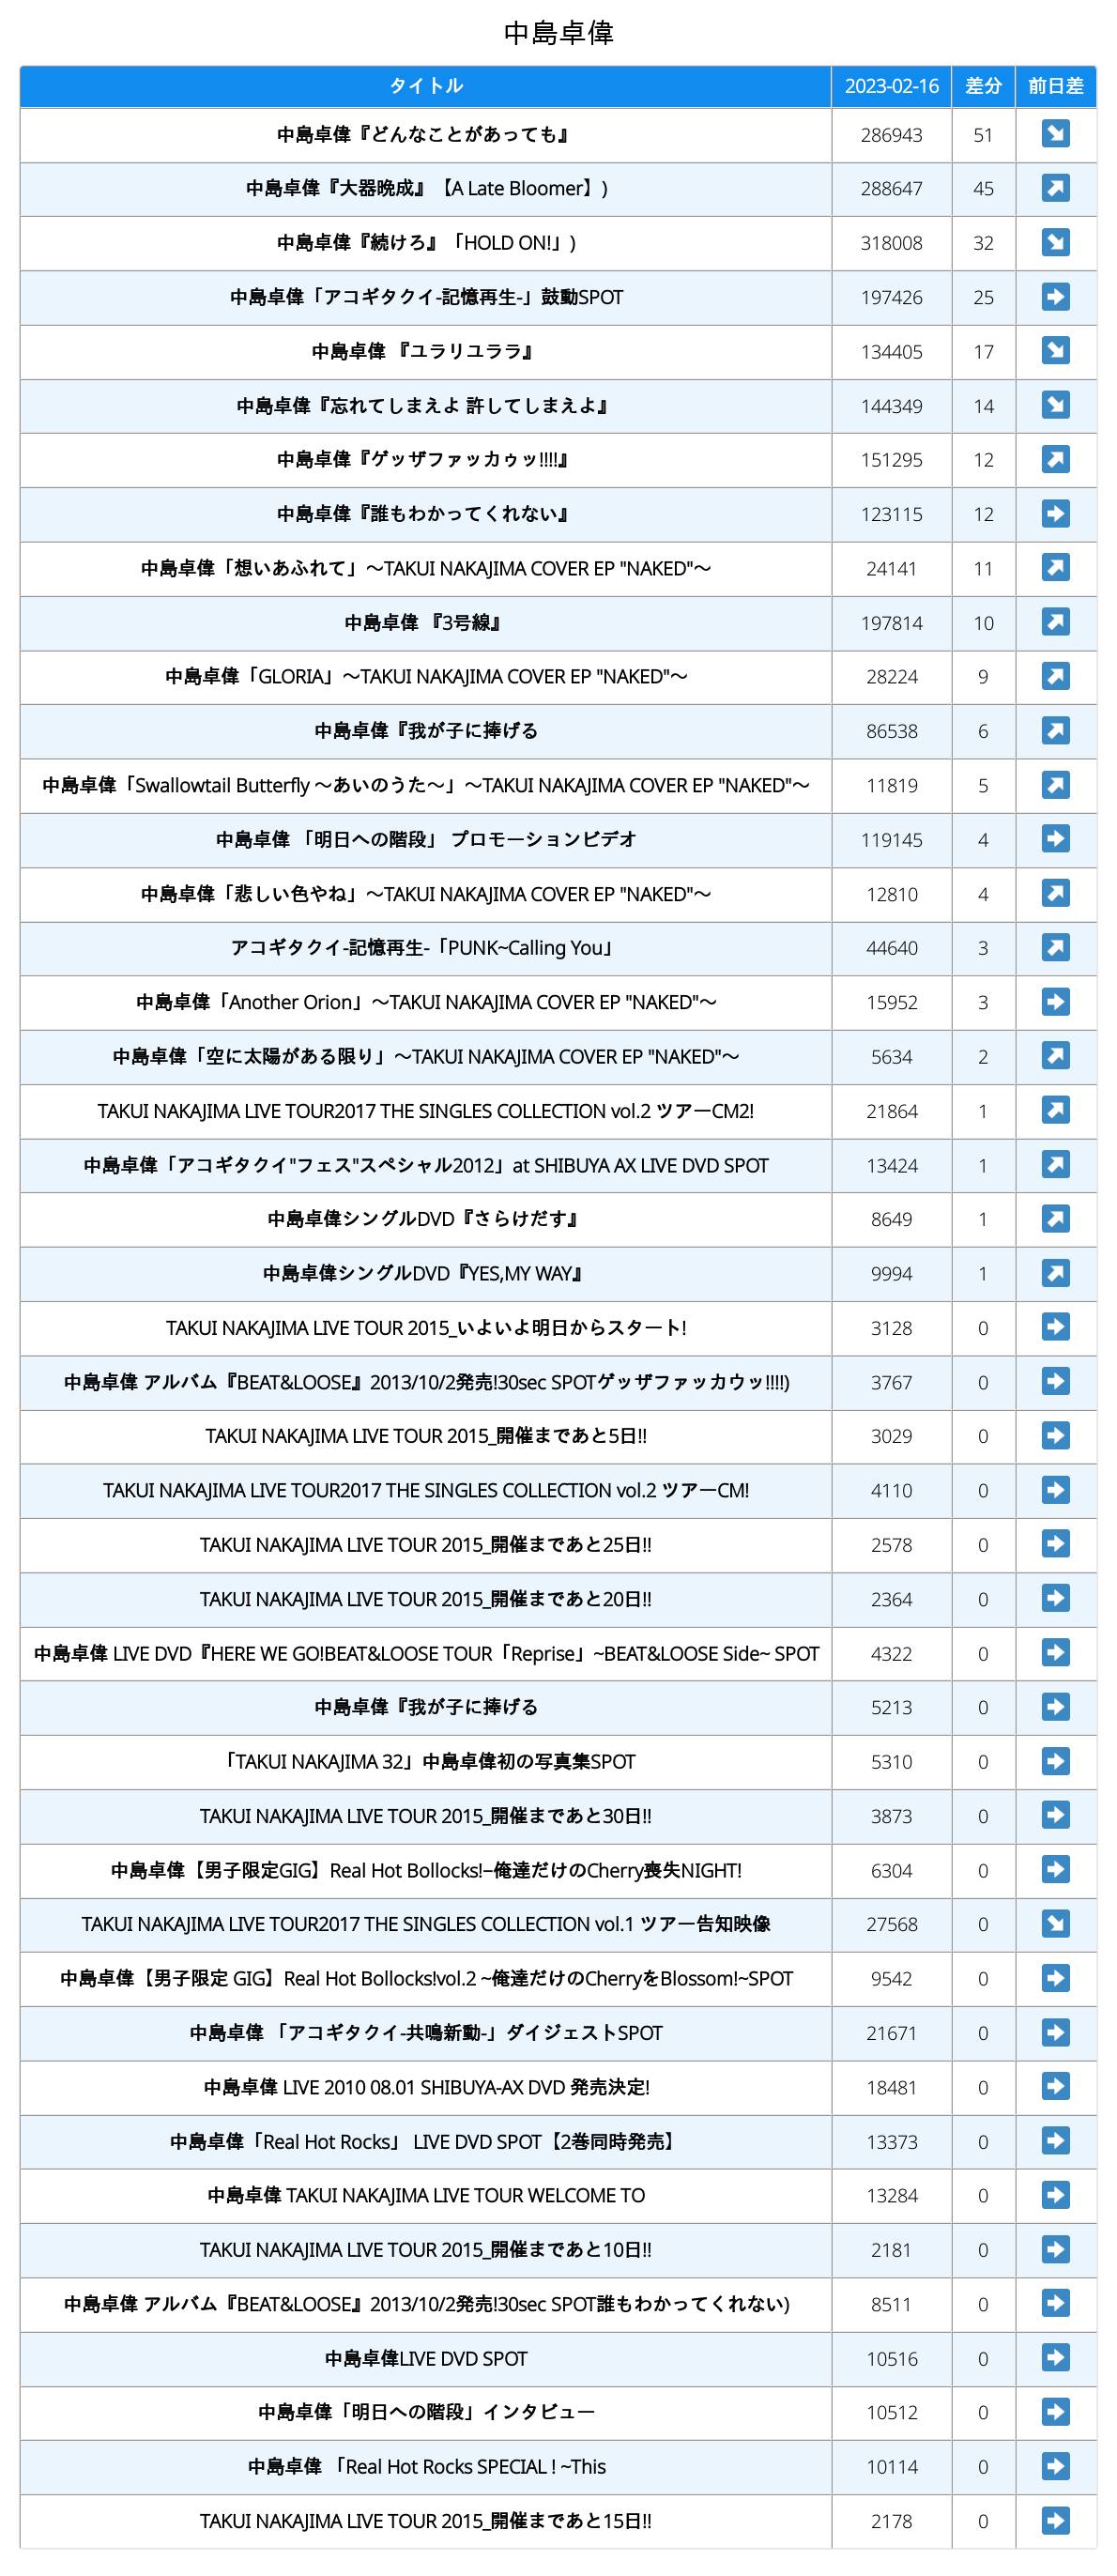 中島卓偉
タイトル 2023-02-16 差分 前日差
中島卓偉『どんなことがあっても』 286943 51 ↘
中島卓偉『大器晩成』【A Late Bloomer】) 288647 45 ↗
中島卓偉『続けろ』「HOLD ON!」) 318008 32 ↘
中島卓偉「アコギタクイ-記憶再生-」鼓動SPOT 197426 25 ➡
中島卓偉 『ユラリユララ』 134405 17 ↘
中島卓偉『忘れてしまえよ 許してしまえよ』 144349 14 ↘
中島卓偉『ゲッザファッカゥッ!!!!』 151295 12 ↗
中島卓偉『誰もわかってくれない』 123115 12 ➡
中島卓偉「想いあふれて」〜TAKUI NAKAJIMA COVER EP "NAKED"〜 24141 11 ↗
中島卓偉 『3号線』 197814 10 ↗
中島卓偉「GLORIA」〜TAKUI NAKAJIMA COVER EP "NAKED"〜 28224 9 ↗
中島卓偉『我が子に捧げる 86538 6 ↗
中島卓偉「Swallowtail Butterfly 〜あいのうた〜」〜TAKUI NAKAJIMA COVER EP "NAKED"〜 11819 5 ↗
中島卓偉 「明日への階段」 プロモーションビデオ 119145 4 ➡
中島卓偉「悲しい色やね」〜TAKUI NAKAJIMA COVER EP "NAKED"〜 12810 4 ↗
アコギタクイ-記憶再生-「PUNK~Calling You」 44640 3 ↗
中島卓偉「Another Orion」〜TAKUI NAKAJIMA COVER EP "NAKED"〜 15952 3 ➡
中島卓偉「空に太陽がある限り」〜TAKUI NAKAJIMA COVER EP "NAKED"〜 5634 2 ↗
TAKUI NAKAJIMA LIVE TOUR2017 THE SINGLES COLLECTION vol.2 ツアーCM2! 21864 1 ↗
中島卓偉「アコギタクイ"フェス"スペシャル2012」at SHIBUYA AX LIVE DVD SPOT 13424 1 ↗
中島卓偉シングルDVD『さらけだす』 8649 1 ↗
中島卓偉シングルDVD『YES,MY WAY』 9994 1 ↗
TAKUI NAKAJIMA LIVE TOUR 2015_いよいよ明日からスタート! 3128 0 ➡
中島卓偉 アルバム『BEAT&LOOSE』2013/10/2発売!30sec SPOTゲッザファッカウッ!!!!) 3767 0 ➡
TAKUI NAKAJIMA LIVE TOUR 2015_開催まであと5日!! 3029 0 ➡
TAKUI NAKAJIMA LIVE TOUR2017 THE SINGLES COLLECTION vol.2 ツアーCM! 4110 0 ➡
TAKUI NAKAJIMA LIVE TOUR 2015_開催まであと25日!! 2578 0 ➡
TAKUI NAKAJIMA LIVE TOUR 2015_開催まであと20日!! 2364 0 ➡
中島卓偉 LIVE DVD『HERE WE GO!BEAT&LOOSE TOUR「Reprise」~BEAT&LOOSE Side~ SPOT 4322 0 ➡
中島卓偉『我が子に捧げる 5213 0 ➡
「TAKUI NAKAJIMA 32」中島卓偉初の写真集SPOT 5310 0 ➡
TAKUI NAKAJIMA LIVE TOUR 2015_開催まであと30日!! 3873 0 ➡
中島卓偉【男子限定GIG】Real Hot Bollocks!−俺達だけのCherry喪失NIGHT! 6304 0 ➡
TAKUI NAKAJIMA LIVE TOUR2017 THE SINGLES COLLECTION vol.1 ツアー告知映像 27568 0 ↘
中島卓偉【男子限定 GIG】Real Hot Bollocks!vol.2 ~俺達だけのCherryをBlossom!~SPOT 9542 0 ➡
中島卓偉 「アコギタクイ-共鳴新動-」ダイジェストSPOT 21671 0 ➡
中島卓偉 LIVE 2010 08.01 SHIBUYA-AX DVD 発売決定! 18481 0 ➡
中島卓偉「Real Hot Rocks」 LIVE DVD SPOT【2巻同時発売】 13373 0 ➡
中島卓偉 TAKUI NAKAJIMA LIVE TOUR WELCOME TO 13284 0 ➡
TAKUI NAKAJIMA LIVE TOUR 2015_開催まであと10日!! 2181 0 ➡
中島卓偉 アルバム『BEAT&LOOSE』2013/10/2発売!30sec SPOT誰もわかってくれない) 8511 0 ➡
中島卓偉LIVE DVD SPOT 10516 0 ➡
中島卓偉「明日への階段」インタビュー 10512 0 ➡
中島卓偉 「Real Hot Rocks SPECIAL ! ~This 10114 0 ➡
TAKUI NAKAJIMA LIVE TOUR 2015_開催まであと15日!! 2178 0 ➡